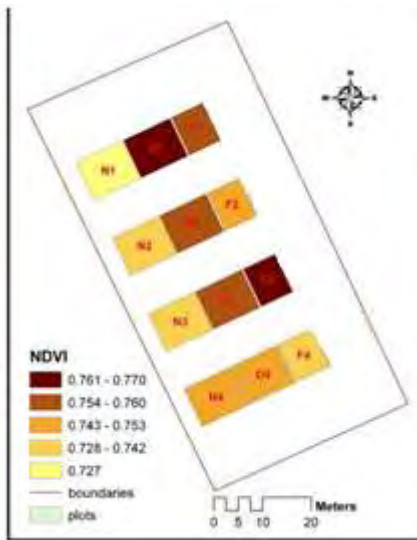 N
W E
S
N1
N2 F2
N3
F4
O4
N4
NDVI
0.761 - 0.770
0.754 - 0.760
0.743 - 0.753
0.728 - 0.742
0.727
boundaries
plots
Meters
0 5 10 20